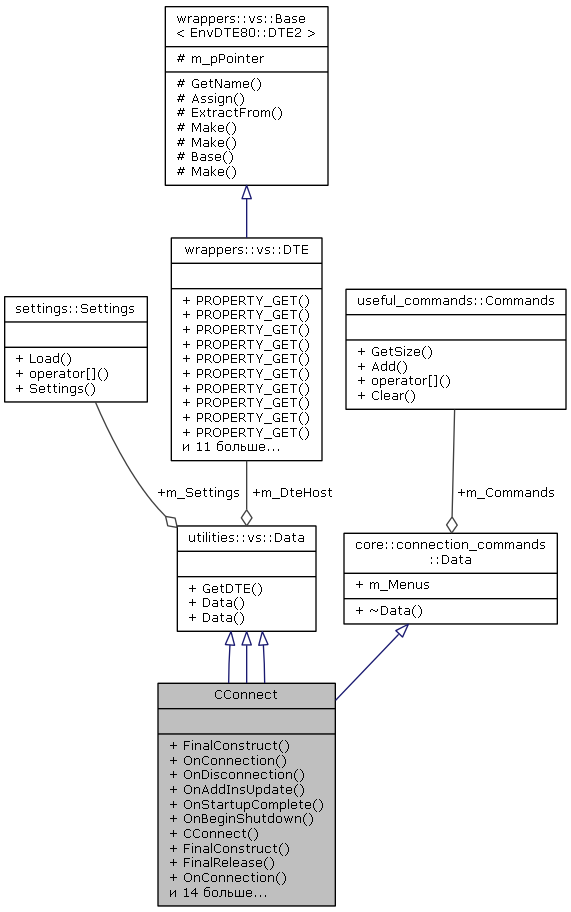 wrappers::vs::Base
< EnvDTE80::DTE2 >
# m_pPointer
# GetName()
# Assign()
# ExtractFrom()
# Make()
# Make()
# Base()
# Make()
wrappers::vs::DTE
+ PROPERTY_GET()
+ PROPERTY_GET()
+ PROPERTY_GET()
+ PROPERTY_GET()
+ PROPERTY_GET()
+ PROPERTY_GET()
+ PROPERTY_GET()
+ PROPERTY_GET()
+ PROPERTY_GET()
+ PROPERTY_GET()
и 11 больше...
settings::Settings
+ Load()
+ operator[]()
+ Settings()
useful_commands::Commands
+ GetSize()
+ Add()
+ operator[]()
+ Clear()
+m_Settings
+m_DteHost
+m_Commands
utilities::vs::Data
+ GetDTE()
+ Data()
+ Data()
core::connection_commands
::Data
+ m_Menus
+ ~Data()
CConnect
+ FinalConstruct()
+ OnConnection()
+ OnDisconnection()
+ OnAddInsUpdate()
+ OnStartupComplete()
+ OnBeginShutdown()
+ CConnect()
+ FinalConstruct()
+ FinalRelease()
+ OnConnection()
и 14 больше...